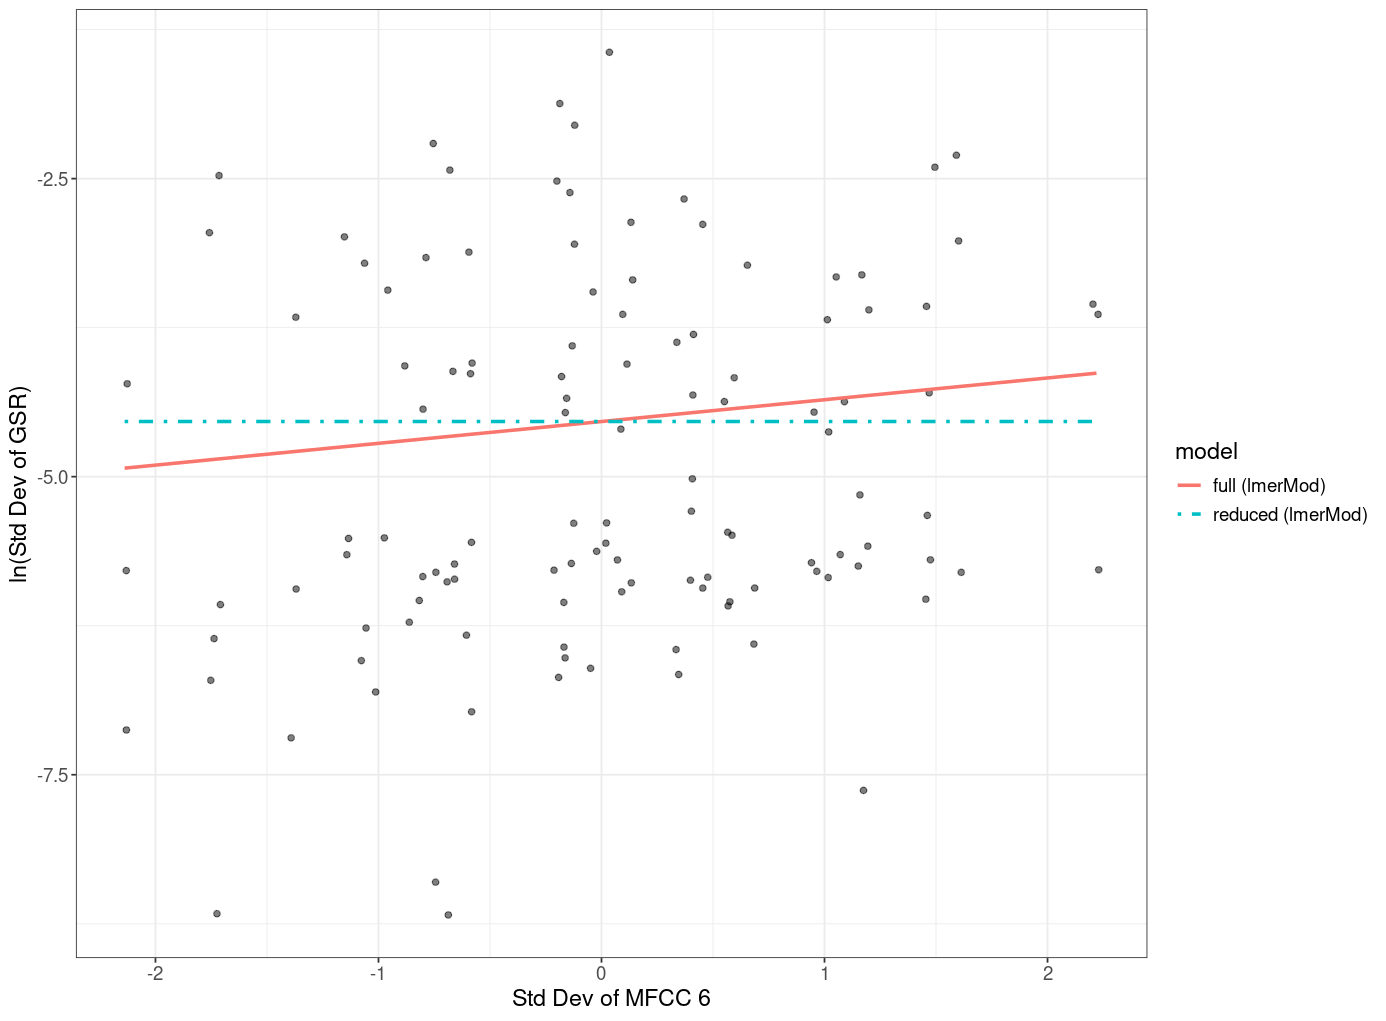 ln(Std Dev of GSR)
-2.5
-5.0
-7.5
-2
-1
0
1
2
Std Dev of MFCC 6
model
full (lmerMod)
reduced (lmerMod)